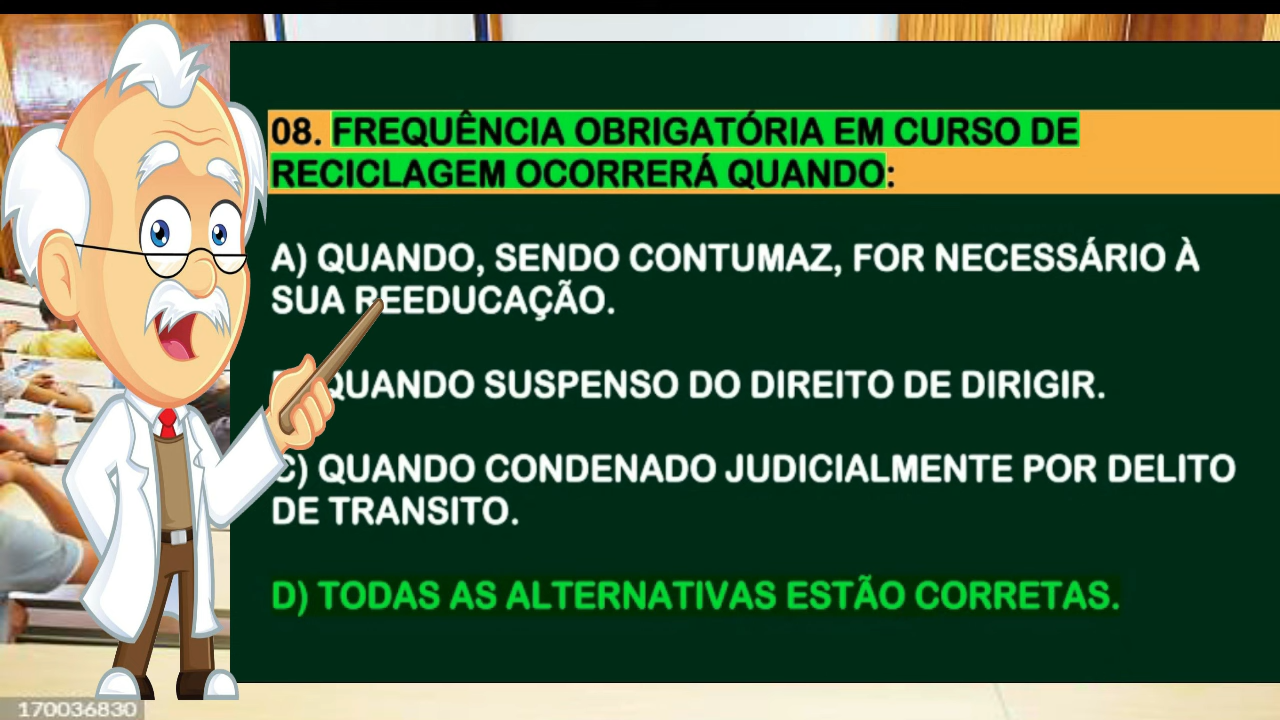 08. FREQUÊNCIA OBRIGATÓRIA EM CURSO DE
RECICLAGEM OCORRERÁ QUANDO:
A) QUANDO, SENDO CONTUMAZ, FOR NECESSÁRIO À
SUA REEDUCAÇÃO.
QUANDO SUSPENSO DO DIREITO DE DIRIGIR.
C) QUANDO CONDENADO JUDICIALMENTE POR DELITO
DE TRANSITO.
D) TODAS AS ALTERNATIVAS ESTÃO CORRETAS.
170036830